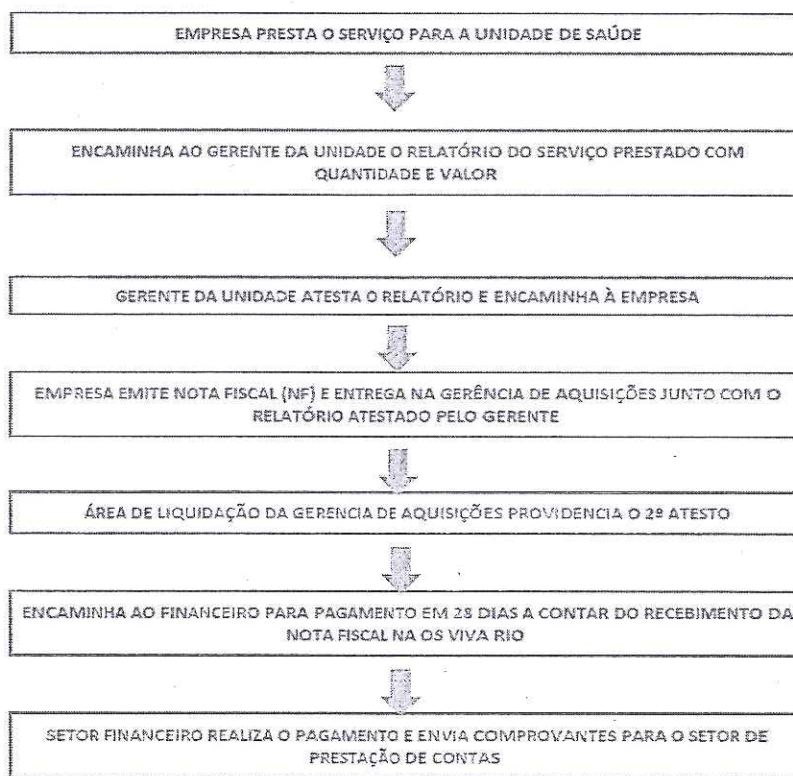 EMPRESA PRESTA O SERVIÇO PARA A UNIDADE DE SAÚDE
ENCAMINHA AO GERENTE DA UNIDADE O RELATÓRIO DO SERVIÇO PRESTADO COM
QUANTIDADE E VALOR
GERENTE DA UNIDADE ATESTA O RELATÓRIO E ENCAMINHA À EMPRESA
EMPRESA EMITE NOTA FISCAL (NF) E ENTREGA NA GERÊNCIA DE AQUISIÇÕES JUNTO COM O
RELATÓRIO ATESTADO PELO GERENTE
ÁREA DE LIQUIDAÇÃO DA GERENCIA DE AQUISIÇÕES PROVIDENCIA O 2º ATESTO
ENCAMINHA AO FINANCEIRO PARA PAGAMENTO EM 28 DIAS A CONTAR DO RECEBIMENTO DA
NOTA FISCAL NA OS VIVA RIO
SETOR FINANCEIRO REALIZA O PAGAMENTO E ENVIA COMPROVANTES PARA O SETOR DE
PRESTAÇÃO DE CONTAS